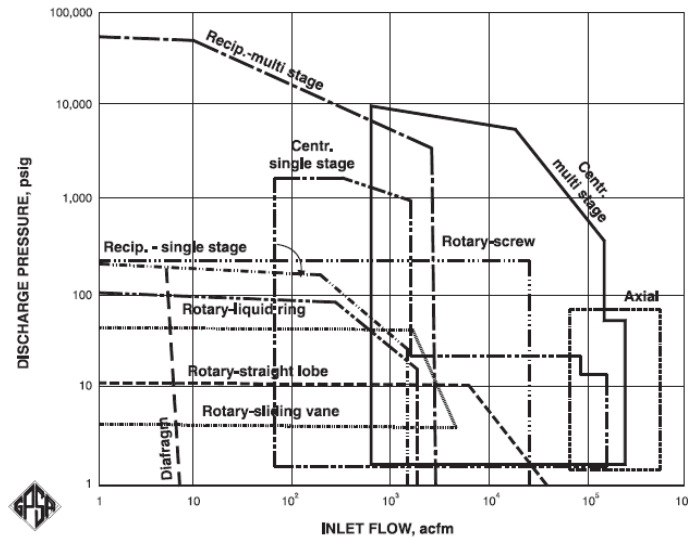 100,000
10,000
1,000
100
10
1
DISCHARGE PRESSURE, psig
Recip.-multi stage
Centr.
single stage
Centr.
multi stage
Recip. - single stage
Rotary-screw
Axial
Rotary-liquid ring
Rotary-straight lobe
Rotary-sliding vane
Diafragm
1
10
10²
10³
10⁴
10⁵
10
INLET FLOW, acfm
GPSA